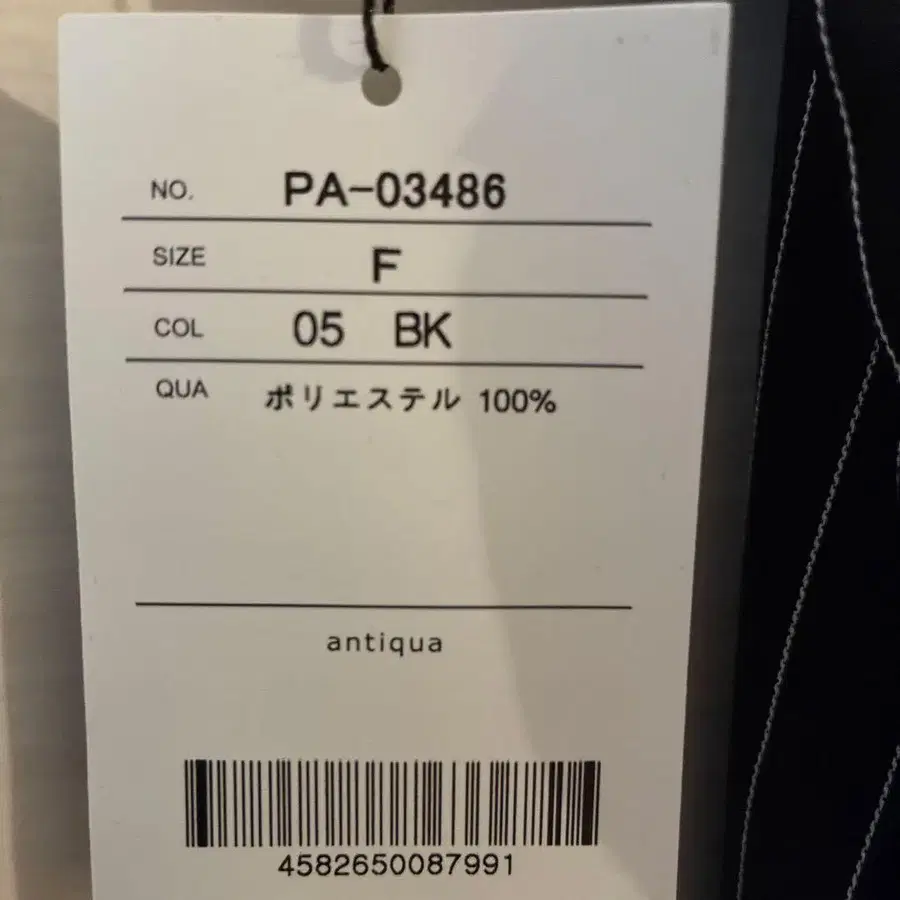 NO. PA-03486
SIZE F
COL 05 BK
QUA ポリエステル 100%
antiqua
4582650087991